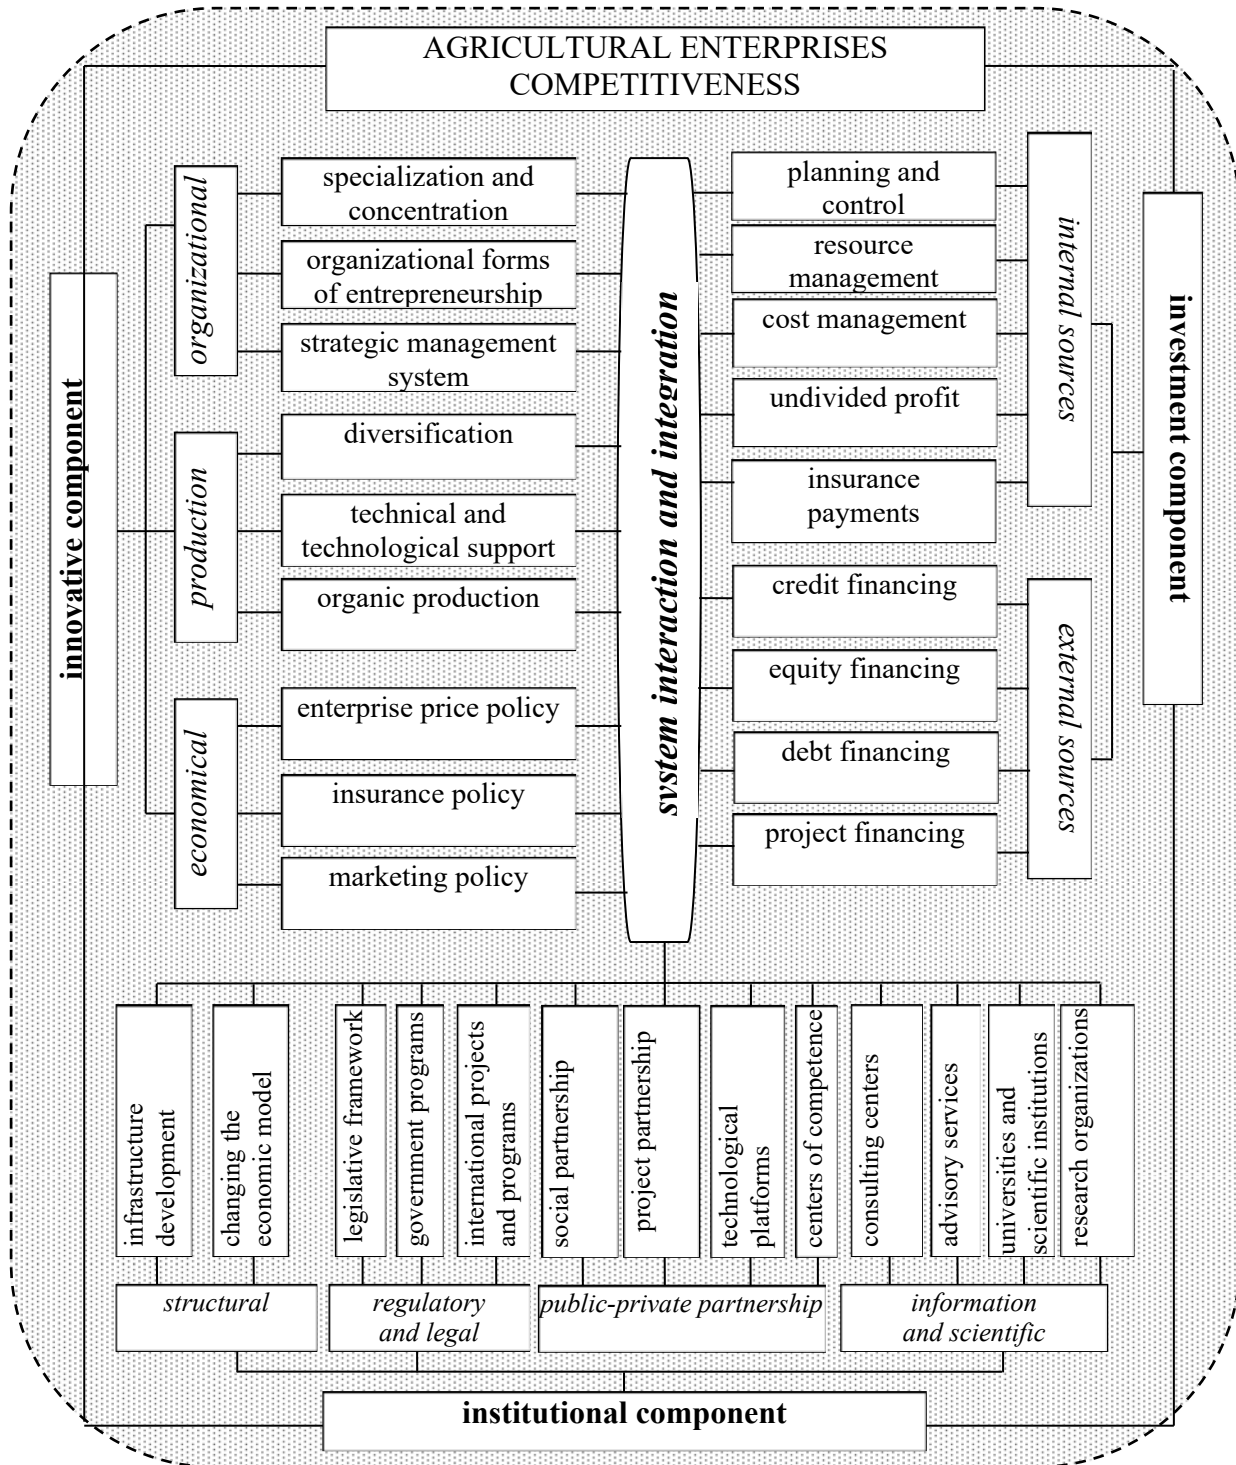 AGRICULTURAL ENTERPRISES
COMPETITIVENESS
innovative component
organizational
specialization and
concentration
organizational forms
of entrepreneurship
strategic management
system
production
diversification
technical and
technological support
organic production
economical
enterprise price policy
insurance policy
marketing policy
system interaction and integration
planning and
control
resource
management
cost management
undivided profit
insurance
payments
internal sources
credit financing
equity financing
debt financing
project financing
external sources
investment component
infrastructure
development
changing the
economic model
legislative framework
government programs
international projects
and programs
social partnership
project partnership
technological
platforms
centers of competence
consulting centers
advisory services
universities and
scientific institutions
research organizations
structural
regulatory
and legal
public-private partnership
information
and scientific
institutional component